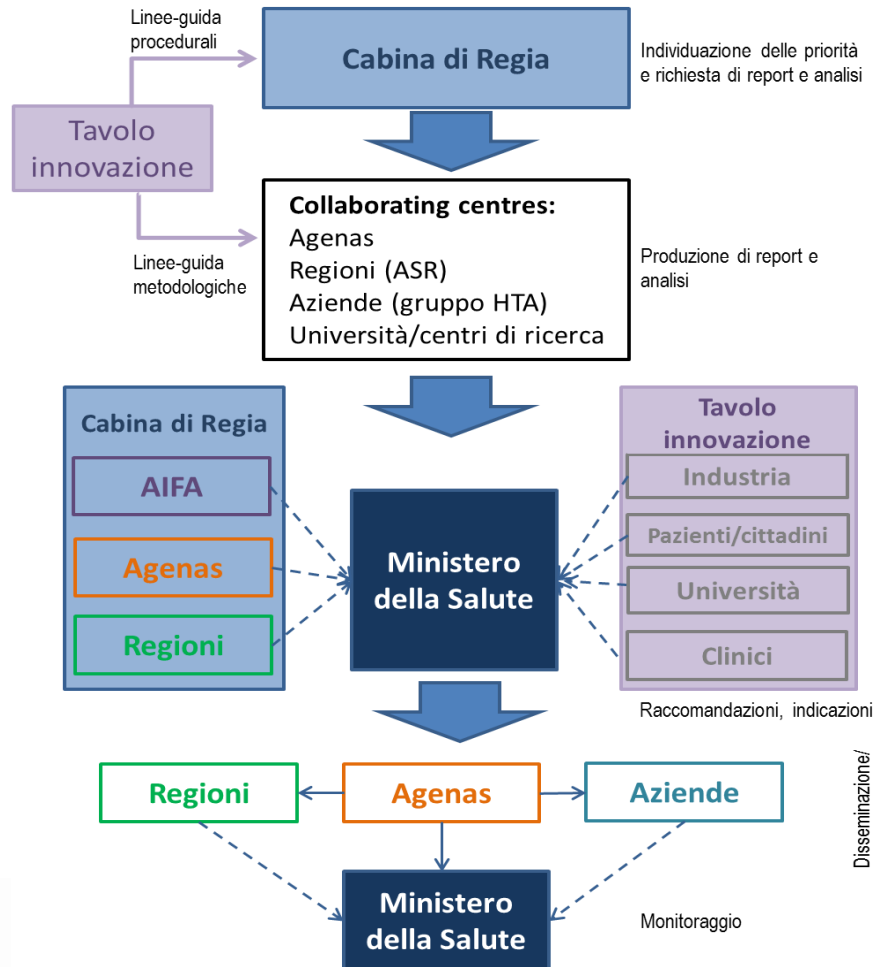 Linee-guida
procedurali
Cabina di Regia
Individuazione delle priorità
e richiesta di report e analisi
Tavolo
innovazione
Collaborating centres:
Agenas
Regioni (ASR)
Aziende (gruppo HTA)
Università/centri di ricerca
Linee-guida
metodologiche
Produzione di report e
analisi
Cabina di Regia
AIFA
Agenas
Regioni
Ministero
della Salute
Tavolo
innovazione
Industria
Pazienti/cittadini
Università
Clinici
Raccomandazioni, indicazioni
Regioni
Agenas
Aziende
Disseminazione/
Ministero
della Salute
Monitoraggio